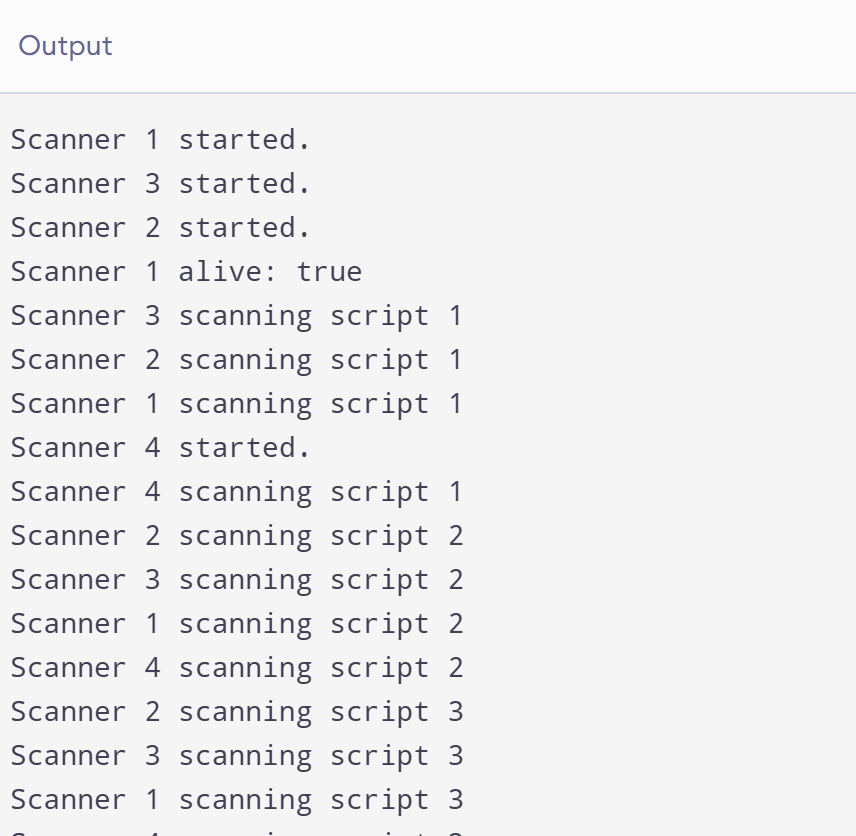 Output
Scanner 1 started.
Scanner 3 started.
Scanner 2 started.
Scanner 1 alive: true
Scanner 3 scanning script 1
Scanner 2 scanning script 1
Scanner 1 scanning script 1
Scanner 4 started.
Scanner 4 scanning script 1
Scanner 2 scanning script 2
Scanner 3 scanning script 2
Scanner 1 scanning script 2
Scanner 4 scanning script 2
Scanner 2 scanning script 3
Scanner 3 scanning script 3
Scanner 1 scanning script 3